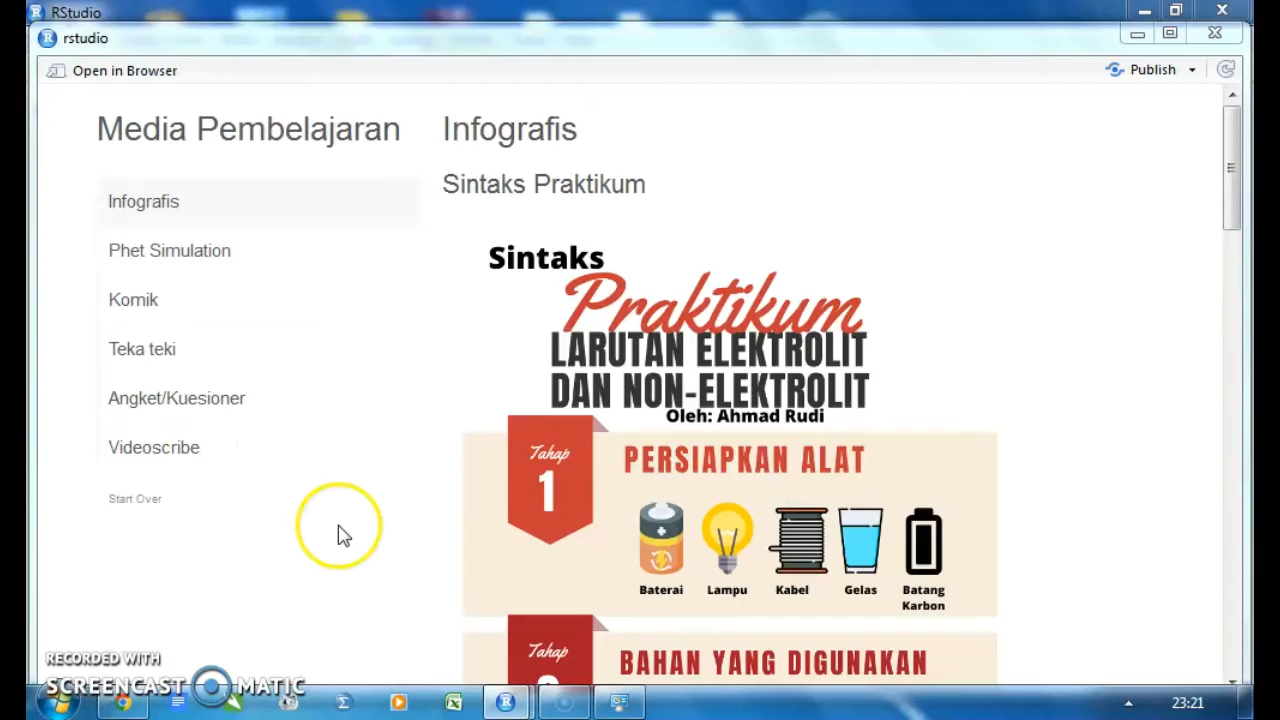 RStudio
rstudio
Open in Browser
Publish
Media Pembelajaran
Infografis
Phet Simulation
Komik
Teka teki
Angket/Kuesioner
Videoscribe
Start Over
Infografis
Sintaks Praktikum
Sintaks
Praktikum
LARUTAN ELEKTROLIT
DAN NON-ELEKTROLIT
Oleh: Ahmad Rudi
Tahap
1
PERSIAPKAN ALAT
Baterai Lampu Kabel Gelas Batang
Karbon
Tahap
BAHAN YANG DIGUNAKAN
RECORDED WITH
SCREENCAST MATIC
23:21